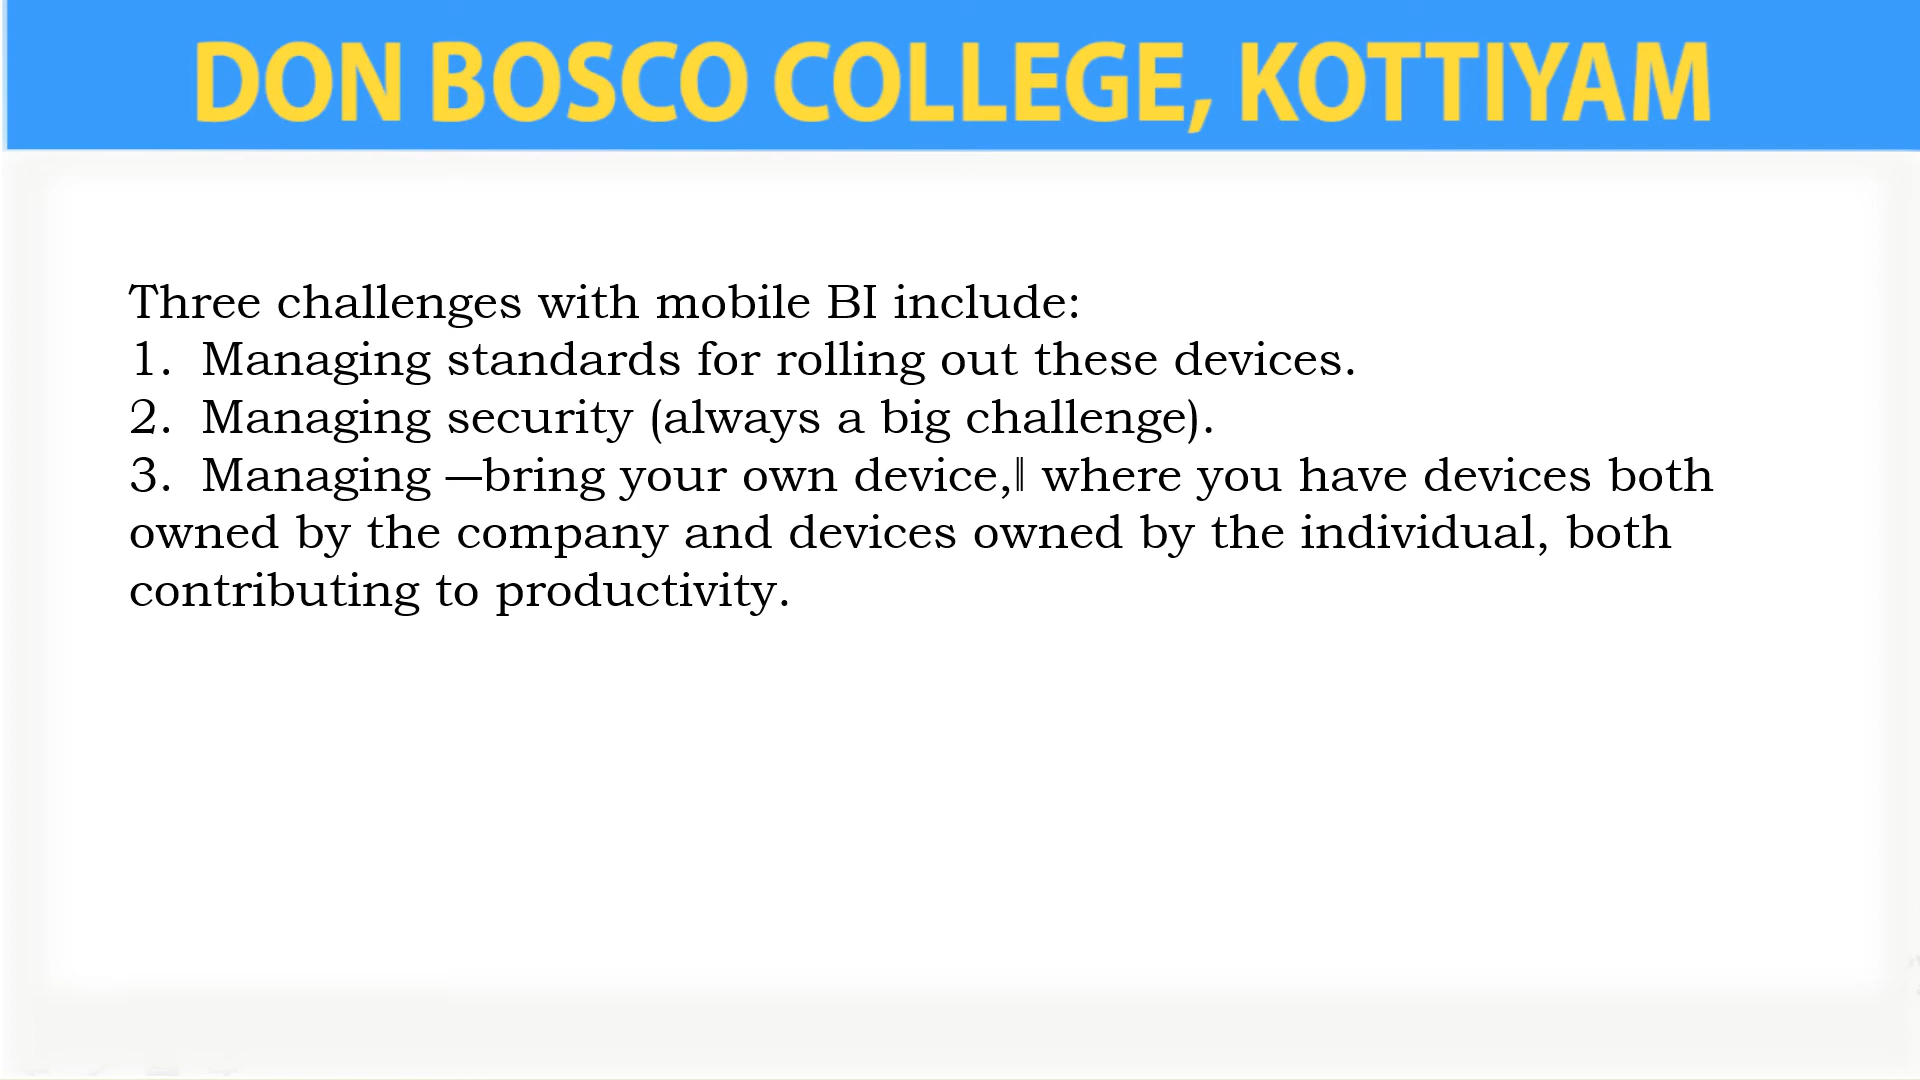 DON BOSCO COLLEGE, KOTTIYAM
Three challenges with mobile BI include:
1. Managing standards for rolling out these devices.
2. Managing security (always a big challenge).
3. Managing ―bring your own device,‖ where you have devices both
owned by the company and devices owned by the individual, both
contributing to productivity.